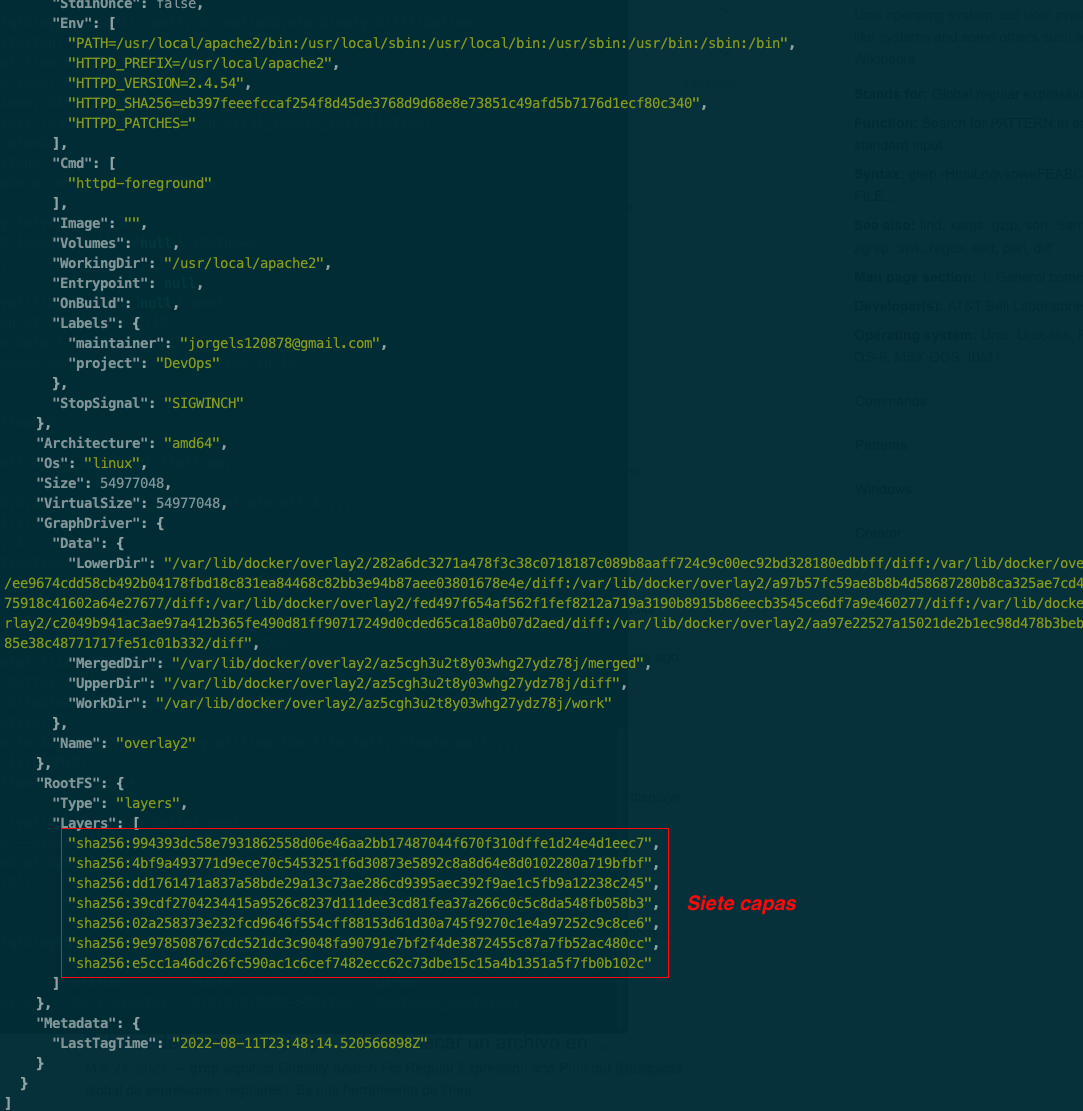 "StdinOnce": false,
"Env": [
"PATH=/usr/local/apache2/bin:/usr/local/sbin:/usr/local/bin:/usr/sbin:/usr/bin:/sbin:/bin",
"HTTPD_PREFIX=/usr/local/apache2",
"HTTPD_VERSION=2.4.54",
"HTTPD_SHA256=eb397feeefccaf254f8d45de3768d9d68e8e73851c49afd5b7176d1ecf80c340",
"HTTPD_PATCHES="
],
"Cmd": [
"httpd-foreground"
],
"Image": "",
"Volumes": null,
"WorkingDir": "/usr/local/apache2",
"Entrypoint": null,
"OnBuild": null,
"Labels": {
"maintainer": "jorgels120878@gmail.com",
"project": "DevOps"
},
"StopSignal": "SIGWINCH"
},
"Architecture": "amd64",
"Os": "linux",
"Size": 54977048,
"VirtualSize": 54977048,
"GraphDriver": {
"Data": {
"LowerDir": "/var/lib/docker/overlay2/282a6dc3271a478f3c38c0718187c089b8aaff724c9c00ec92bd328180edbbff/diff:/var/lib/docker/ove
/ee9674cdd58cb492b04178fbd18c831ea84468c82bb3e94b87aee03801678e4e/diff:/var/lib/docker/overlay2/a97b57fc59ae8b8b4d58687280b8ca325ae7cd4
75918c41602a64e27677/diff:/var/lib/docker/overlay2/fed497f654af562f1fef8212a719a3190b8915b86eecb3545ce6df7a9e460277/diff:/var/lib/docke
rlay2/c2049b941ac3ae97a412b365fe490d81ff90717249d0cded65ca18a0b07d2aed/diff:/var/lib/docker/overlay2/aa97e22527a15021de2b1ec98d478b3beb
85e38c48771717fe51c01b332/diff",
"MergedDir": "/var/lib/docker/overlay2/az5cgh3u2t8y03whg27ydz78j/merged",
"UpperDir": "/var/lib/docker/overlay2/az5cgh3u2t8y03whg27ydz78j/diff",
"WorkDir": "/var/lib/docker/overlay2/az5cgh3u2t8y03whg27ydz78j/work"
},
"Name": "overlay2"
},
"RootFS": {
"Type": "layers",
"Layers": [
"sha256:994393dc58e7931862558d06e46aa2bb17487044f670f310dffe1d24e4d1eec7",
"sha256:4bf9a493771d9ece70c5453251f6d30873e5892c8a8d64e8d0102280a719bfbf",
"sha256:dd1761471a837a58bde29a13c73ae286cd9395aec392f9ae1c5fb9a12238c245",
"sha256:39cdf2704234415a9526c8237d111dee3cd81fea37a266c0c5c8da548fb058b3",
"sha256:02a258373e232fcd9646f554cff88153d61d30a745f9270c1e4a97252c9c8ce6",
"sha256:9e978508767cdc521dc3c9048fa90791e7bf2f4de3872455c87a7fb52ac480cc",
"sha256:e5cc1a46dc26fc590ac1c6cef7482ecc62c73dbe15c15a4b1351a5f7fb0b102c"
Siete capas
]
},
"Metadata": {
"LastTagTime": "2022-08-11T23:48:14.520566898Z"
}
}
]